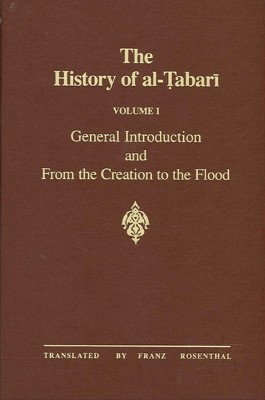 The
History of al-Ṭabarī
VOLUME I
General Introduction
and
From the Creation to the Flood
TRANSLATED BY FRANZ ROSENTHAL